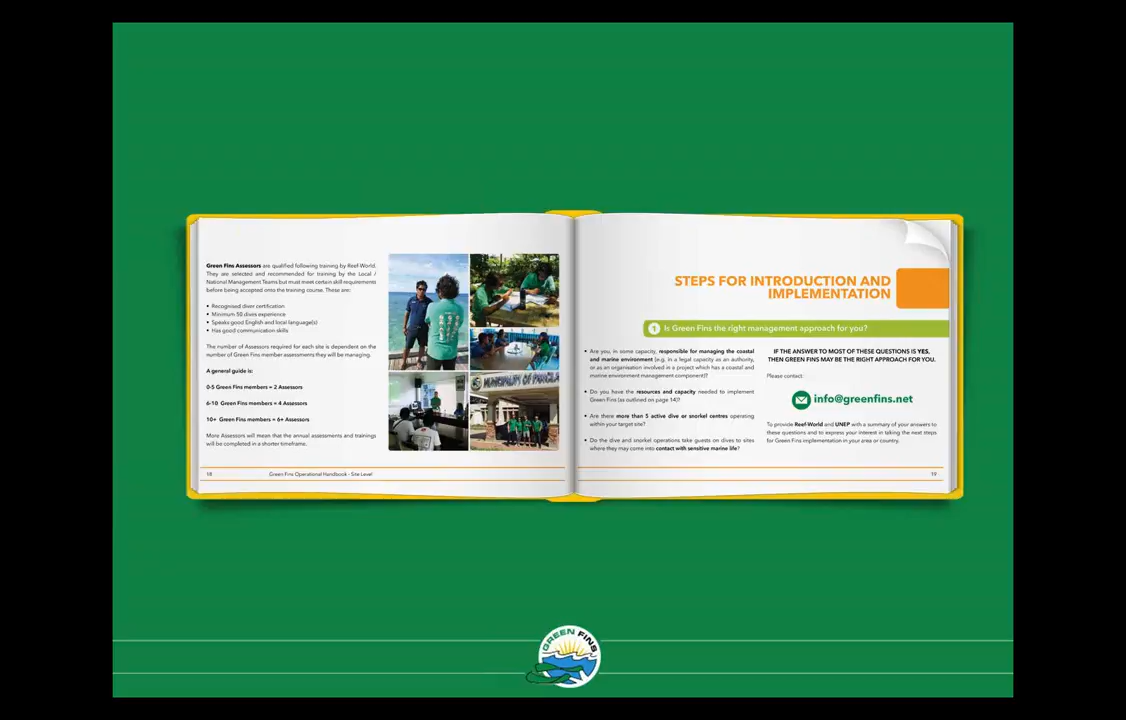 Green Fins Assessors are qualified following training by Reef-World.
They are selected and recommended for training by the Local /
National Management Teams but must meet certain skill requirements
before being accepted onto the training course. These are:
• Recognised diver certification
• Minimum 50 dives experience
• Speaks good English and local language(s)
• Has good communication skills
The number of Assessors required for each site is dependent on the
number of Green Fins member assessments they will be managing.
A general guide is:
0-5 Green Fins members = 2 Assessors
6-10 Green Fins members = 4 Assessors
10+ Green Fins members = 6+ Assessors
More Assessors will mean that the annual assessments and trainings
will be completed in a shorter timeframe.
MUNICIPALITY OF
18
Green Fins Operational Handbook - Site Level
STEPS FOR INTRODUCTION AND
IMPLEMENTATION
1 Is Green Fins the right management approach for you?
• Are you, in some capacity, responsible for managing the coastal
and marine environment (e.g. in a legal capacity as an authority,
or as an organisation involved in a project which has a coastal and
marine environment management component)?
• Do you have the resources and capacity needed to implement
Green Fins (as outlined on page 14)?
• Are there more than 5 active dive or snorkel centres operating
within your target site?
• Do the dive and snorkel operations take guests on dives to sites
where they may come into contact with sensitive marine life?
IF THE ANSWER TO MOST OF THESE QUESTIONS IS YES,
THEN GREEN FINS MAY BE THE RIGHT APPROACH FOR YOU.
Please contact:
info@greenfins.net
To provide Reef-World and UNEP with a summary of your answers to
these questions and to express your interest in taking the next steps
for Green Fins implementation in your area or country.
19
GREEN FINS